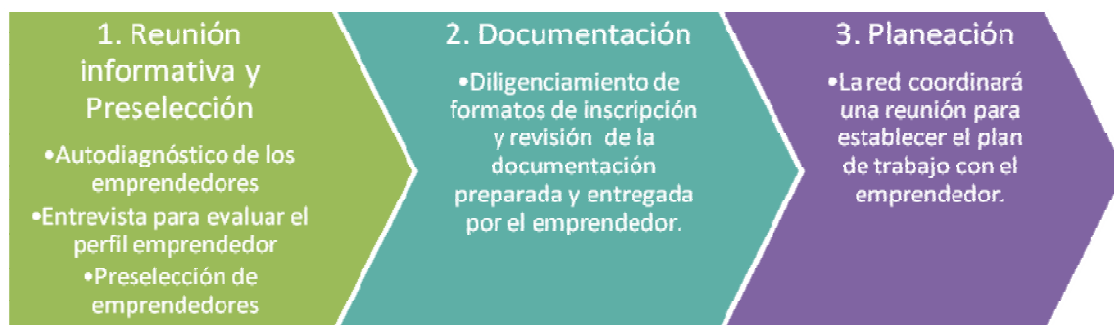 1. Reunión
informativa y
Preselección
•Autodiagnóstico de los
emprendedores
•Entrevista para evaluar el
perfil emprendedor
•Preselección de
emprendedores
2. Documentación
•Diligenciamiento de
formatos de inscripción
y revisión de la
documentación
preparada y entregada
por el emprendedor.
3. Planeación
•La red coordinará
una reunión para
establecer el plan
de trabajo con el
emprendedor.